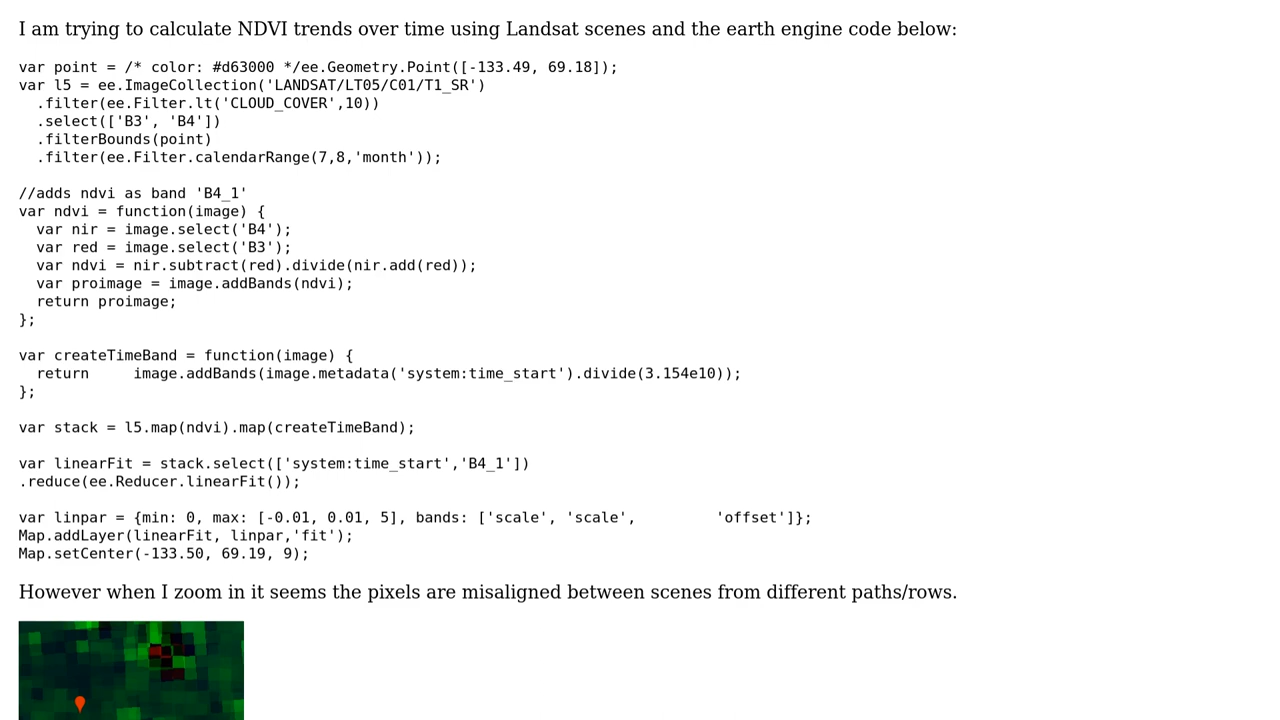 I am trying to calculate NDVI trends over time using Landsat scenes and the earth engine code below:
var point = /* color: #d63000 */ee.Geometry.Point([-133.49, 69.18]);
var l5 = ee.ImageCollection('LANDSAT/LT05/C01/T1_SR')
  .filter(ee.Filter.lt('CLOUD_COVER',10))
  .select(['B3', 'B4'])
  .filterBounds(point)
  .filter(ee.Filter.calendarRange(7,8,'month'));
//adds ndvi as band 'B4_1'
var ndvi = function(image) {
  var nir = image.select('B4');
  var red = image.select('B3');
  var ndvi = nir.subtract(red).divide(nir.add(red));
  var proimage = image.addBands(ndvi);
  return proimage;
};
var createTimeBand = function(image) {
  return     image.addBands(image.metadata('system:time_start').divide(3.154e10));
};
var stack = l5.map(ndvi).map(createTimeBand);
var linearFit = stack.select(['system:time_start','B4_1'])
.reduce(ee.Reducer.linearFit());
var linpar = {min: 0, max: [-0.01, 0.01, 5], bands: ['scale', 'scale',         'offset']};
Map.addLayer(linearFit, linpar,'fit');
Map.setCenter(-133.50, 69.19, 9);
However when I zoom in it seems the pixels are misaligned between scenes from different paths/rows.